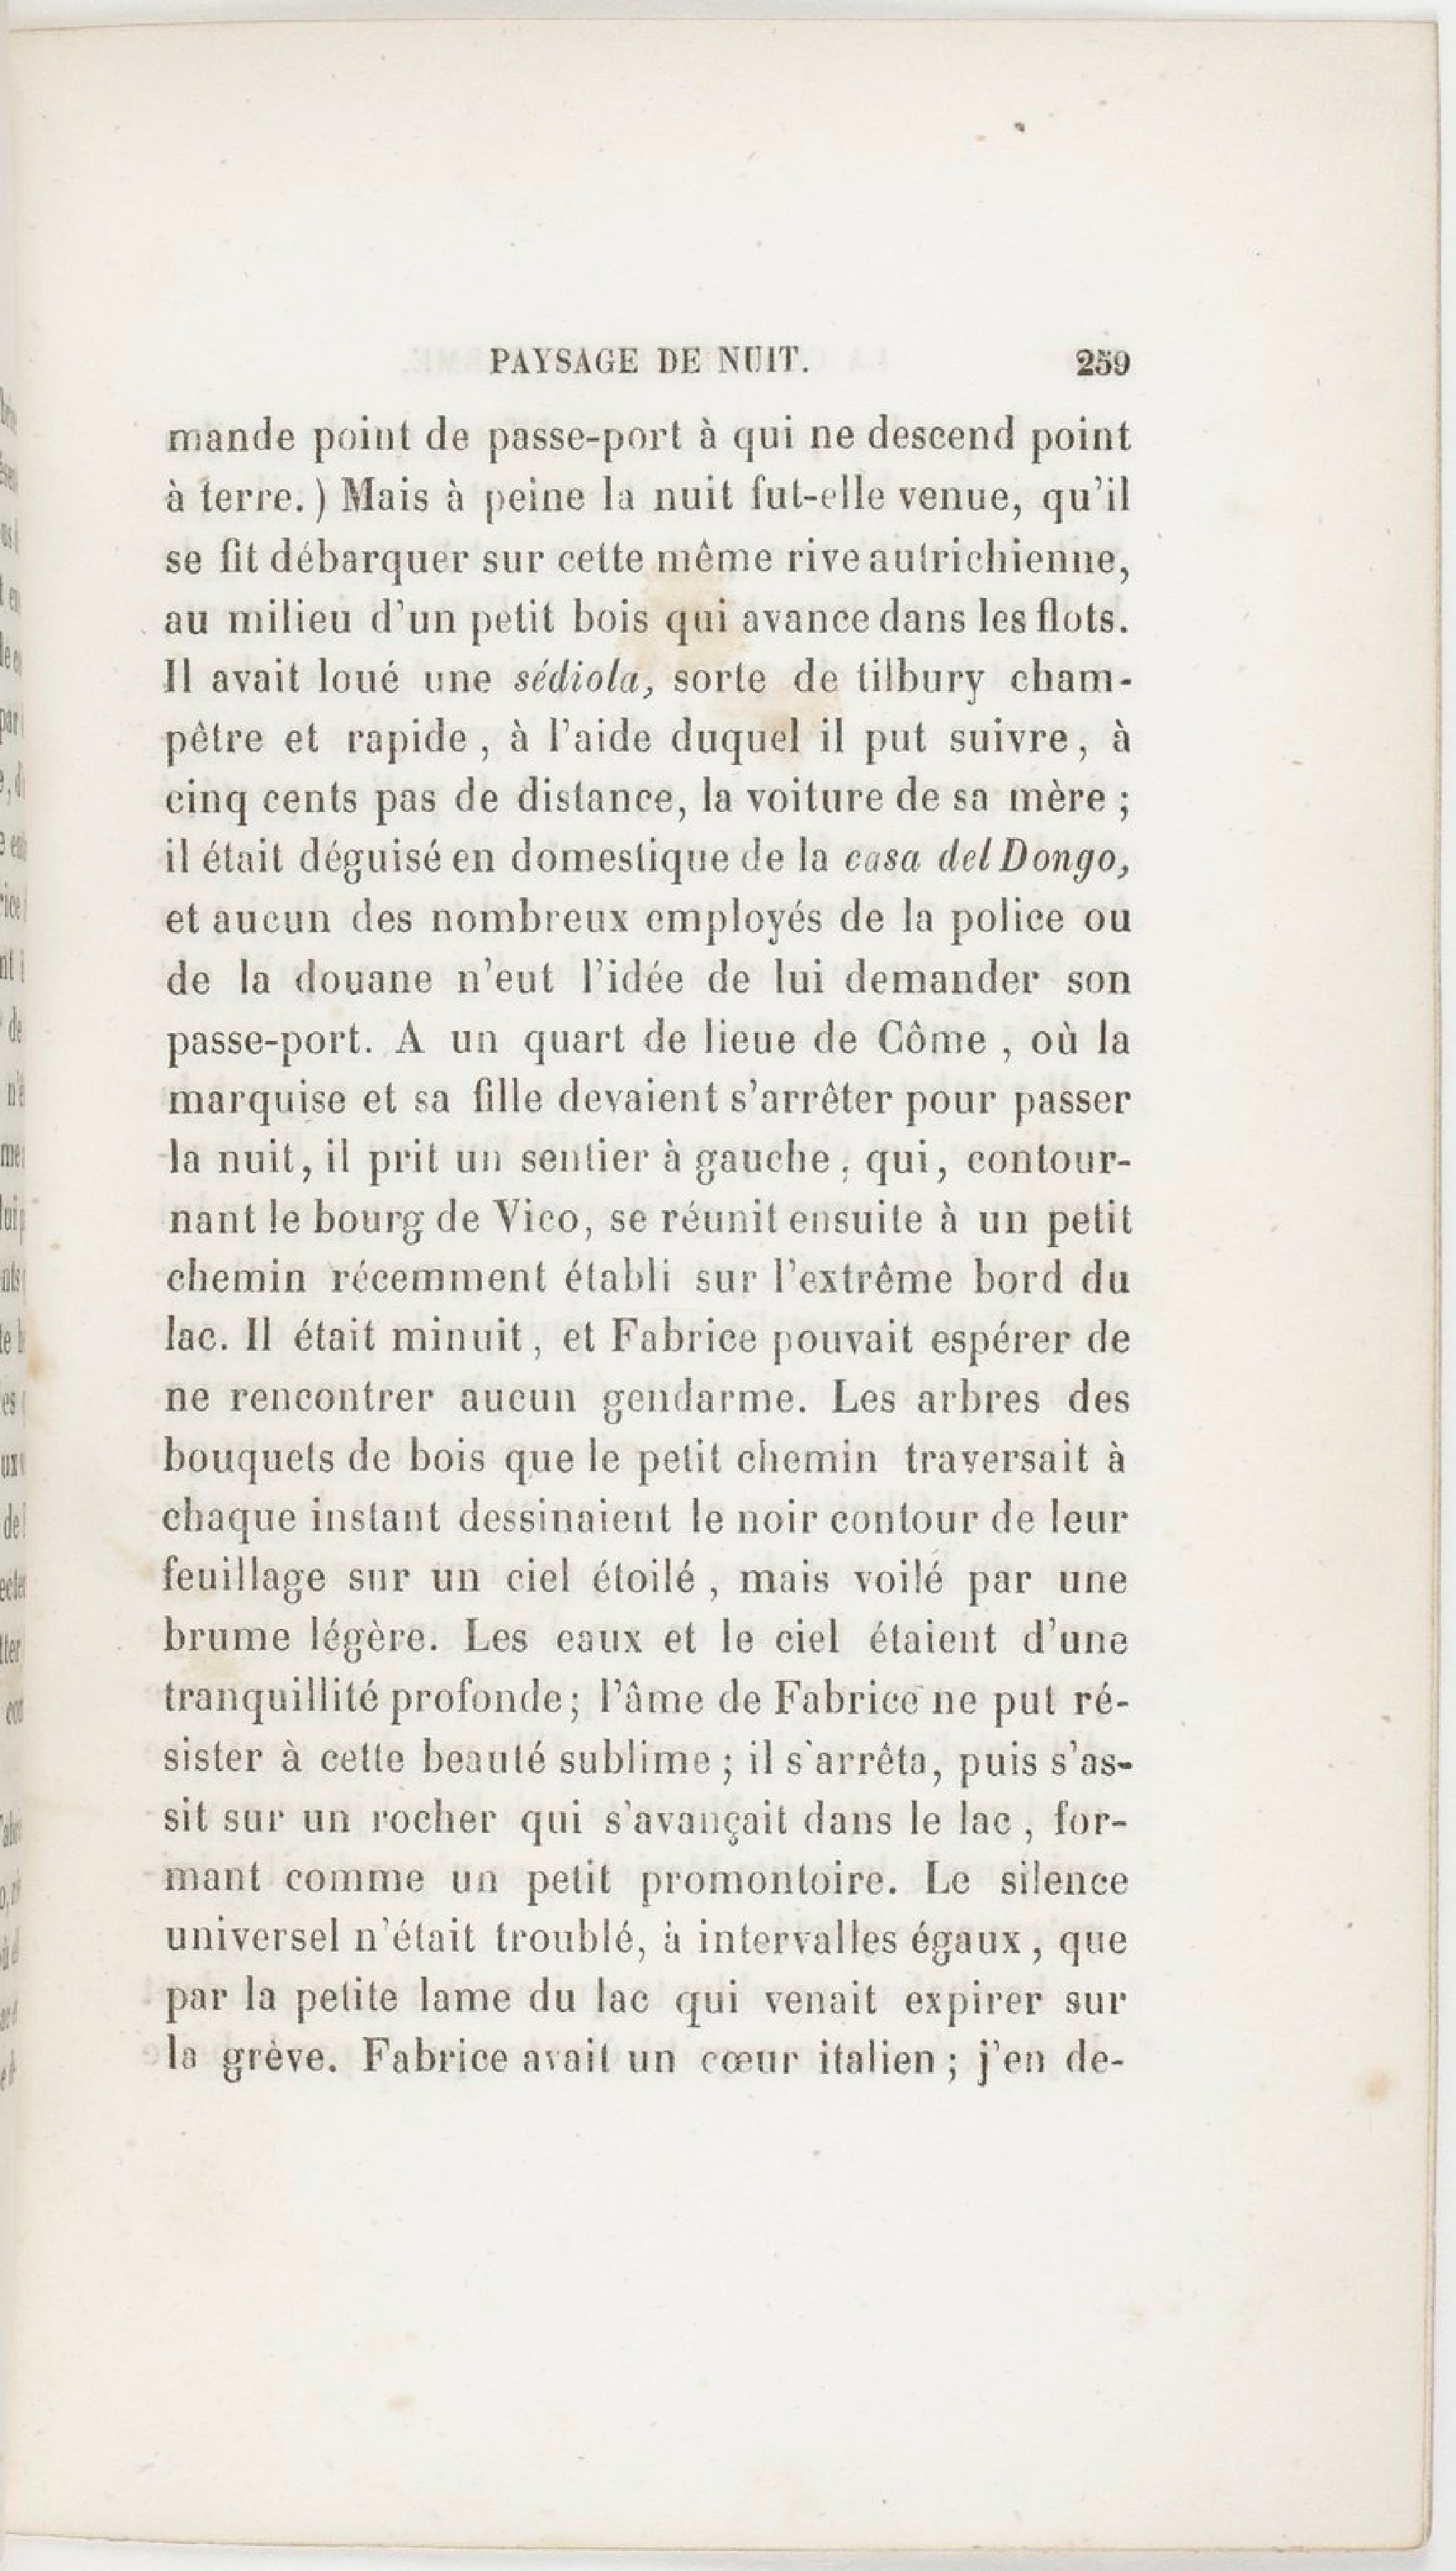 PAYSAGE DE NUIT. 259
mande point de passe-port à qui ne descend point
à terre. ) Mais à peine la nuit fut-elle venue, qu'il
se fit débarquer sur cette même rive autrichienne,
au milieu d'un petit bois qui avance dans les flots.
Il avait loué une sédiola, sorte de tilbury cham-
pêtre et rapide , à l'aide duquel il put suivre, à
cinq cents pas de distance, la voiture de sa mère ;
il était déguisé en domestique de la casa del Dongo,
et aucun des nombreux employés de la police ou
de la douane n'eut l'idée de lui demander son
passe-port. A un quart de lieue de Côme , où la
marquise et sa fille devaient s'arrêter pour passer
la nuit, il prit un sentier à gauche, qui, contour-
nant le bourg de Vico, se réunit ensuite à un petit
chemin récemment établi sur l'extrême bord du
lac. Il était minuit, et Fabrice pouvait espérer de
ne rencontrer aucun gendarme. Les arbres des
bouquets de bois que le petit chemin traversait à
chaque instant dessinaient le noir contour de leur
feuillage sur un ciel étoilé , mais voilé par une
brume légère. Les eaux et le ciel étaient d'une
tranquillité profonde; l'âme de Fabrice ne put ré-
sister à cette beauté sublime ; il s'arrêta, puis s'as-
sit sur un rocher qui s'avançait dans le lac , for-
mant comme un petit promontoire. Le silence
universel n'était troublé, à intervalles égaux, que
par la petite lame du lac qui venait expirer sur
la grève. Fabrice avait un cœur italien ; j'en de-